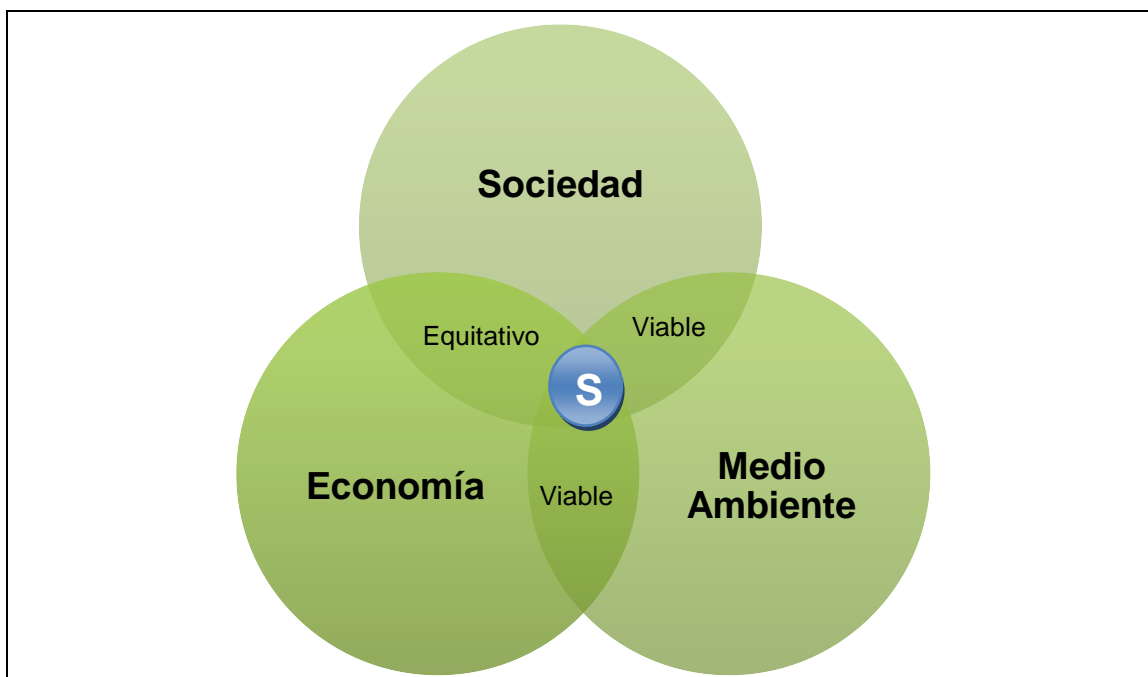 Sociedad
Equitativo
Viable
S
Economía
Viable
Medio
Ambiente